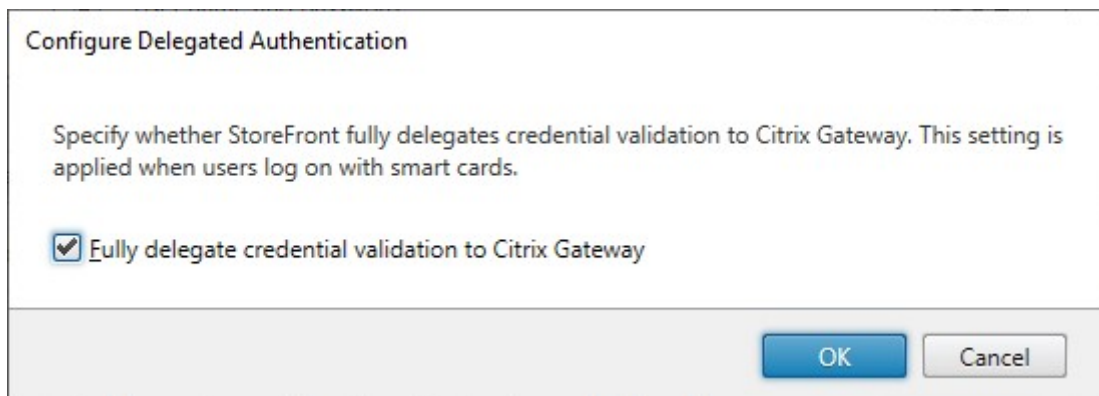 Configure Delegated Authentication
Specify whether StoreFront fully delegates credential validation to Citrix Gateway. This setting is
applied when users log on with smart cards.
Fully delegate credential validation to Citrix Gateway
OK
Cancel